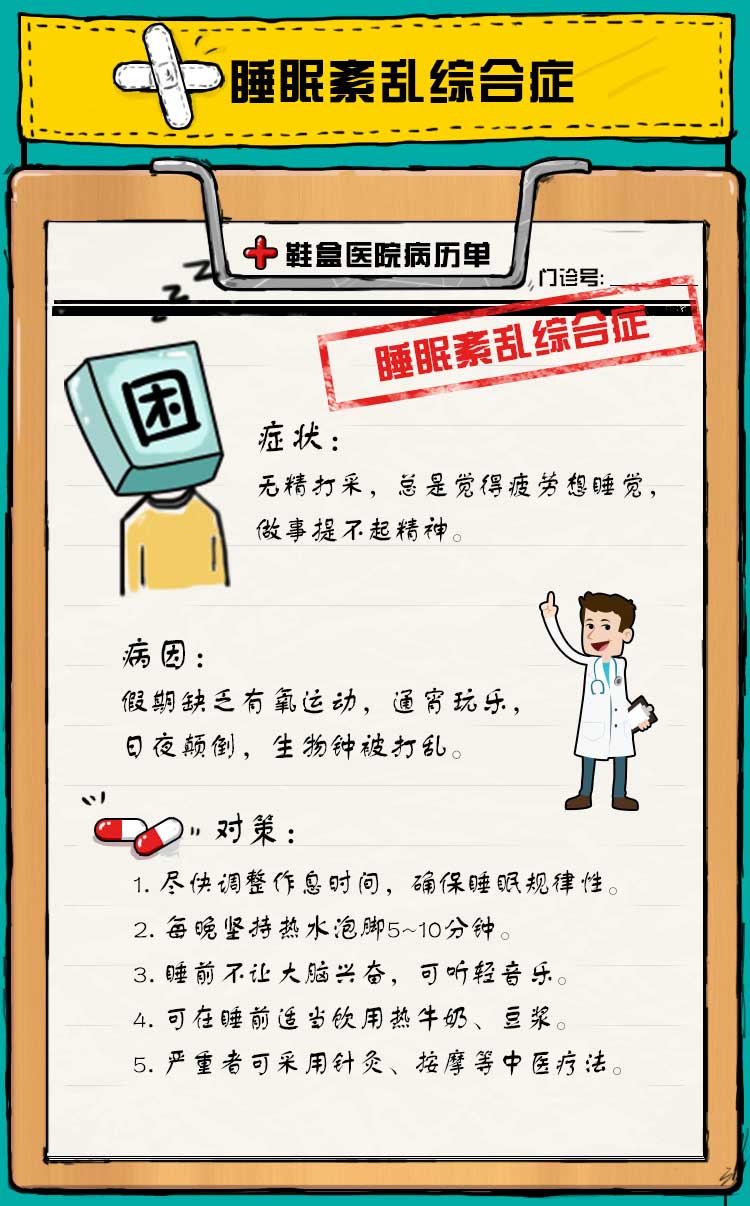 睡眠紊乱综合症
鞋盒医院病历单
门诊号:
睡眠紊乱综合症
困
症状：
无精打采，总是觉得疲劳想睡觉，
做事提不起精神。
病因：
假期缺乏有氧运动，通宵玩乐，
日夜颠倒，生物钟被打乱。
对策：
1. 尽快调整作息时间，确保睡眠规律性。
2. 每晚坚持热水泡脚5~10分钟。
3. 睡前不让大脑兴奋，可听轻音乐。
4. 可在睡前适当饮用热牛奶、豆浆。
5. 严重者可采用针灸、按摩等中医疗法。